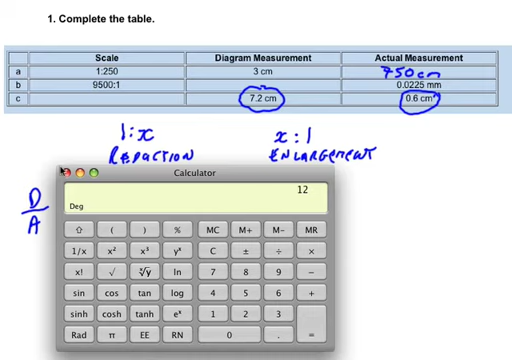 1. Complete the table.
Scale Diagram Measurement Actual Measurement
a 1:250 3 cm 750 cm
b 9500:1 0.0225 mm
c 7.2 cm 0.6 cm
1:x x:1
REDUCTION ENLARGEMENT
Calculator
12
Deg
D
A
⇧ ( ) % MC M+ M− MR
1/x x² x³ yˣ C ± ÷ ×
x! √ ˣ√y ln 7 8 9 −
sin cos tan log 4 5 6 +
sinh cosh tanh eˣ 1 2 3
Rad π EE RN 0 . =